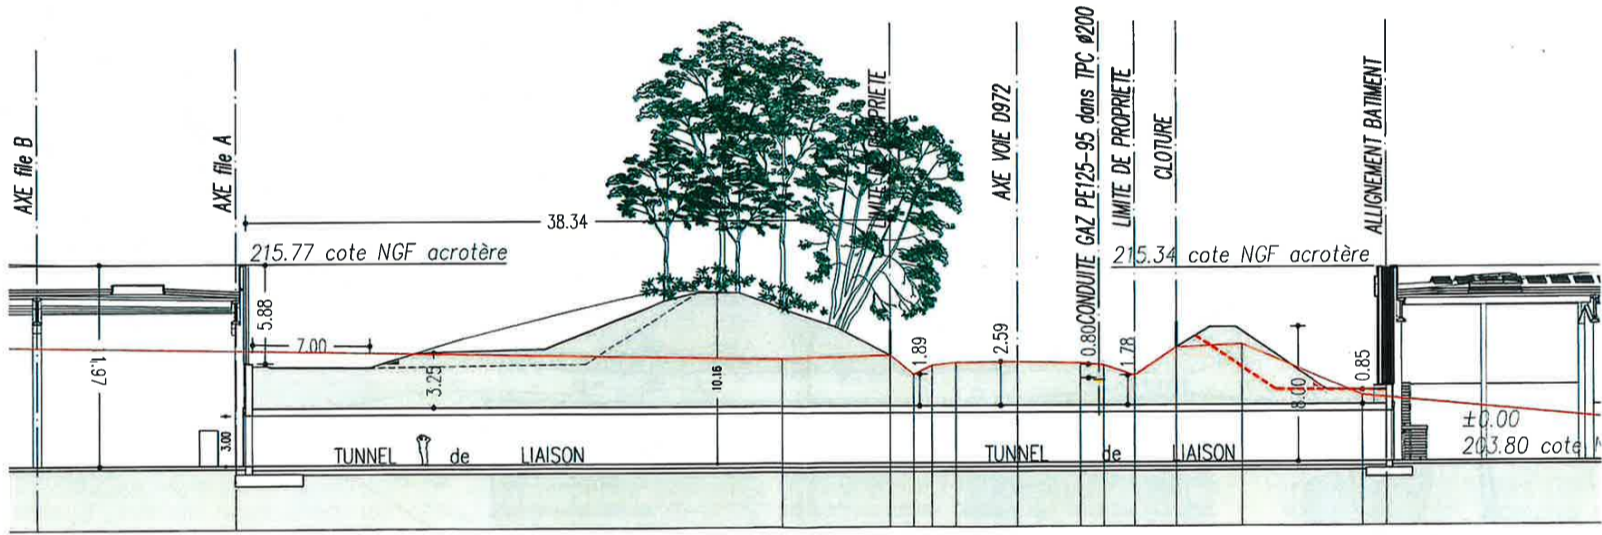 AXE file B
AXE file A
LIMITE DE PROPRIETE
AXE VOIE D972
CONDUITE GAZ PE125-95 dans TPC ø200
LIMITE DE PROPRIETE
CLOTURE
ALLIGNEMENT BATIMENT
38.34
215.77 cote NGF acrotère
215.34 cote NGF acrotère
11.97
5.88
7.00
3.25
10.16
1.89
2.59
0.80
1.78
8.00
0.85
3.00
±0.00
203.80 cote
TUNNEL de LIAISON
TUNNEL de LIAISON